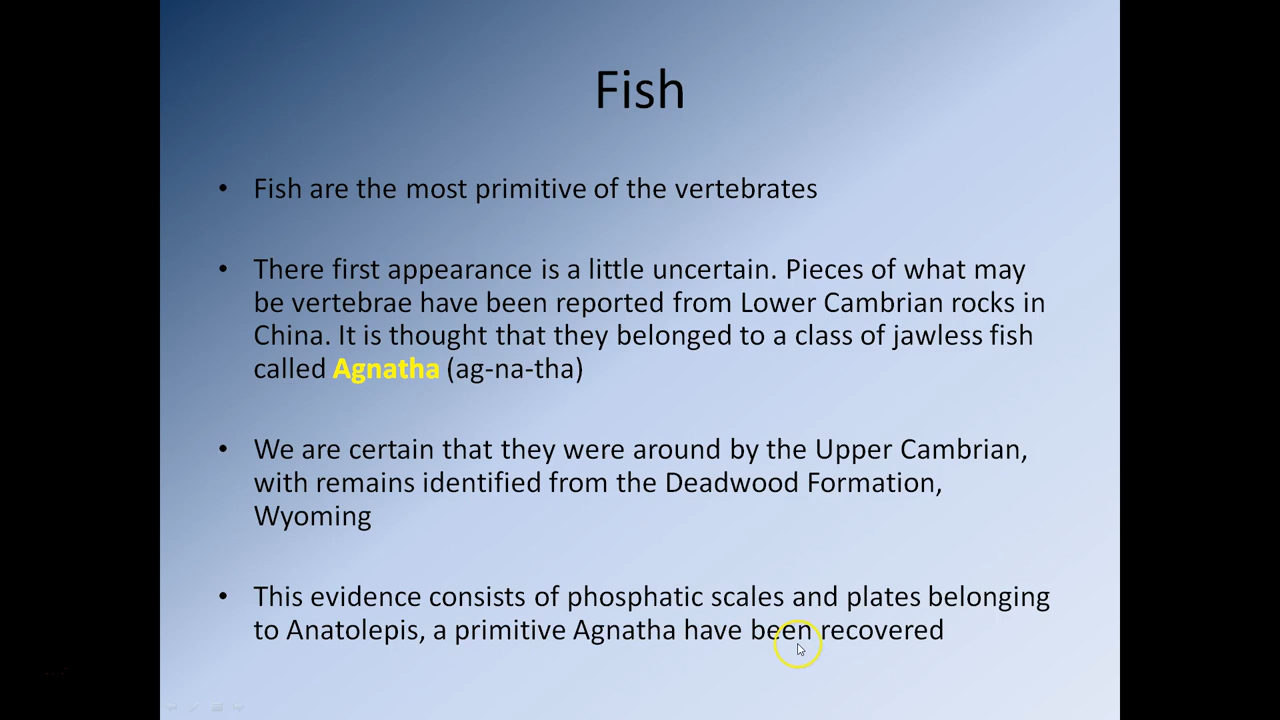 Fish
• Fish are the most primitive of the vertebrates
• There first appearance is a little uncertain. Pieces of what may
be vertebrae have been reported from Lower Cambrian rocks in
China. It is thought that they belonged to a class of jawless fish
called Agnatha (ag-na-tha)
• We are certain that they were around by the Upper Cambrian,
with remains identified from the Deadwood Formation,
Wyoming
• This evidence consists of phosphatic scales and plates belonging
to Anatolepis, a primitive Agnatha have been recovered